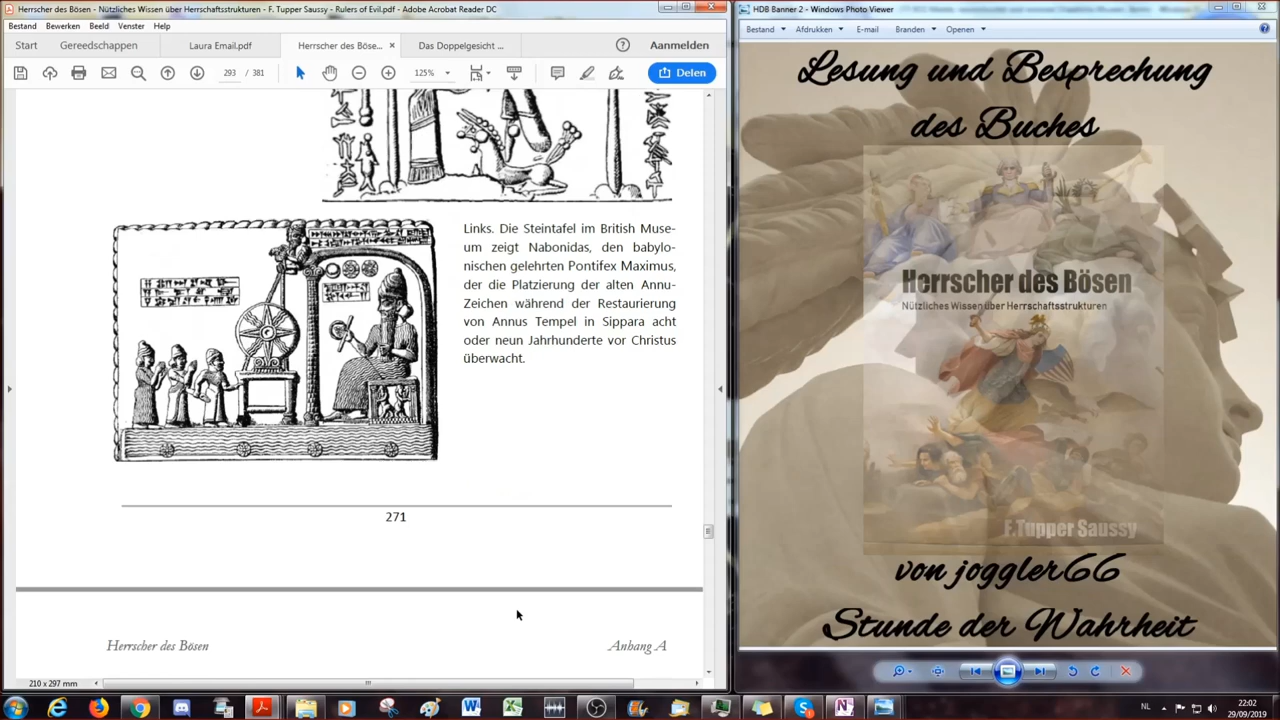 Herrscher des Bösen - Nützliches Wissen über Herrschaftsstrukturen - F. Tupper Saussy - Rulers of Evil.pdf - Adobe Acrobat Reader DC
Bestand Bewerken Beeld Venster Help
Start Gereedschappen Laura Email.pdf Herrscher des Böse... × Das Doppelgesicht ... Aanmelden
293 / 381 125% Delen
Links. Die Steintafel im British Muse-
um zeigt Nabonidas, den babylo-
nischen gelehrten Pontifex Maximus,
der die Platzierung der alten Annu-
Zeichen während der Restaurierung
von Annus Tempel in Sippara acht
oder neun Jahrhunderte vor Christus
überwacht.
271
Herrscher des Bösen Anhang A
210 x 297 mm
HDB Banner 2 - Windows Photo Viewer
Bestand Afdrukken E-mail Branden Openen
Lesung und Besprechung
des Buches
Herrscher des Bösen
Nützliches Wissen über Herrschaftsstrukturen
F.Tupper Saussy
von joggler66
Stunde der Wahrheit
NL 22:02
29/09/2019